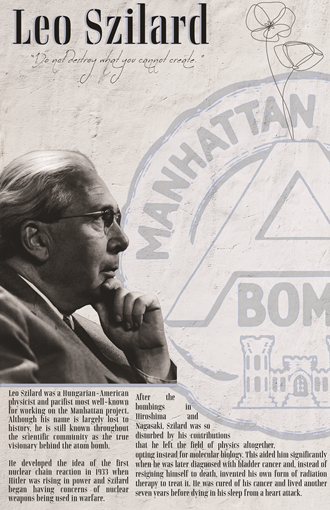 Leo Szilard
"Do not destroy what you cannot create."
MANHATTAN
A
BOM
Leo Szilard was a Hungarian-American
physicist and pacifist most well-known
for working on the Manhattan project.
Although his name is largely lost to
history, he is still known throughout
the scientific community as the true
visionary behind the atom bomb.
He developed the idea of the first
nuclear chain reaction in 1933 when
Hitler was rising in power and Szilard
began having concerns of nuclear
weapons being used in warfare.
After the
bombings in
Hiroshima and
Nagasaki, Szilard was so
disturbed by his contributions
that he left the field of physics altogether,
opting instead for molecular biology. This aided him significantly
when he was later diagnosed with bladder cancer and, instead of
resigning himself to death, invented his own form of radiation
therapy to treat it. He was cured of his cancer and lived another
seven years before dying in his sleep from a heart attack.